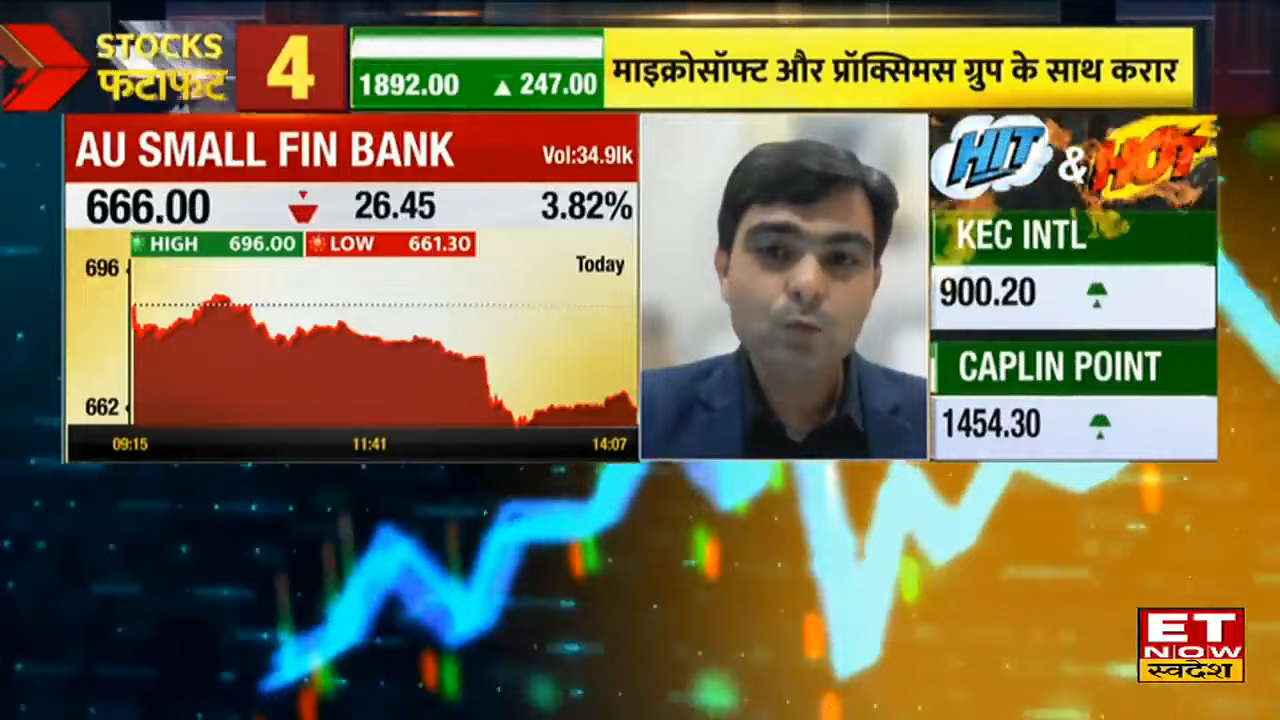 STOCKS
फटाफट
4
1892.00 ▲ 247.00
माइक्रोसॉफ्ट और प्रॉक्सिमस ग्रुप के साथ करार
AU SMALL FIN BANK Vol:34.9lk
666.00 26.45 3.82%
HIGH 696.00 LOW 661.30
Today
696
662
09:15 11:41 14:07
HIT & HOT
KEC INTL
900.20
CAPLIN POINT
1454.30
ET
NOW
स्वदेश